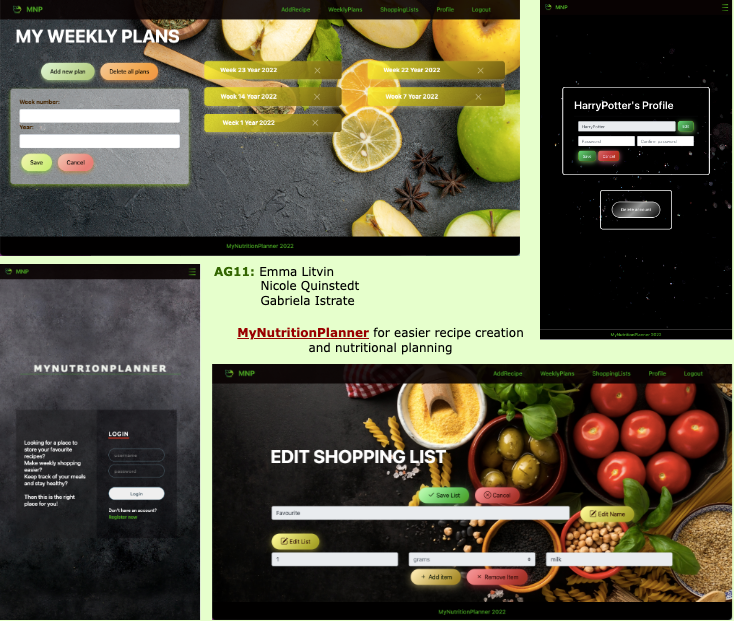 MNP
AddRecipe WeeklyPlans ShoppingLists Profile Logout
MY WEEKLY PLANS
Add new plan Delete all plans
Week number:
Year:
Save Cancel
Week 23 Year 2022
Week 22 Year 2022
Week 14 Year 2022
Week 7 Year 2022
Week 1 Year 2022
MyNutritionPlanner 2022
MNP
HarryPotter's Profile
HarryPotter Edit
Password Confirm password
Save Cancel
Delete account
MyNutritionPlanner 2022
MNP
MYNUTRIONPLANNER
Looking for a place to
store your favourite
recipes?
Make weekly shopping
easier?
Keep track of your meals
and stay healthy?
Then this is the right
place for you!
LOGIN
username
password
Login
Don't have an account?
Register now
AG11: Emma Litvin
Nicole Quinstedt
Gabriela Istrate
MyNutritionPlanner for easier recipe creation
and nutritional planning
MNP
AddRecipe WeeklyPlans ShoppingLists Profile Logout
EDIT SHOPPING LIST
Save List Cancel
Favourite Edit Name
Edit List
1 grams milk
+ Add item × Remove item
MyNutritionPlanner 2022